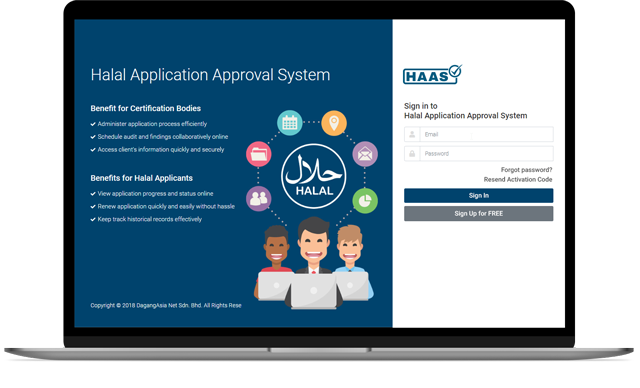 Halal Application Approval System
Benefit for Certification Bodies
Administer application process efficiently
Schedule audit and findings collaboratively online
Access client's information quickly and securely
Benefits for Halal Applicants
View application progress and status online
Renew application quickly and easily without hassle
Keep track historical records effectively
حلال
HALAL
Copyright © 2018 DagangAsia Net Sdn. Bhd. All Rights Rese
HAAS
Sign in to
Halal Application Approval System
Email
Password
Forgot password?
Resend Activation Code
Sign In
Sign Up for FREE